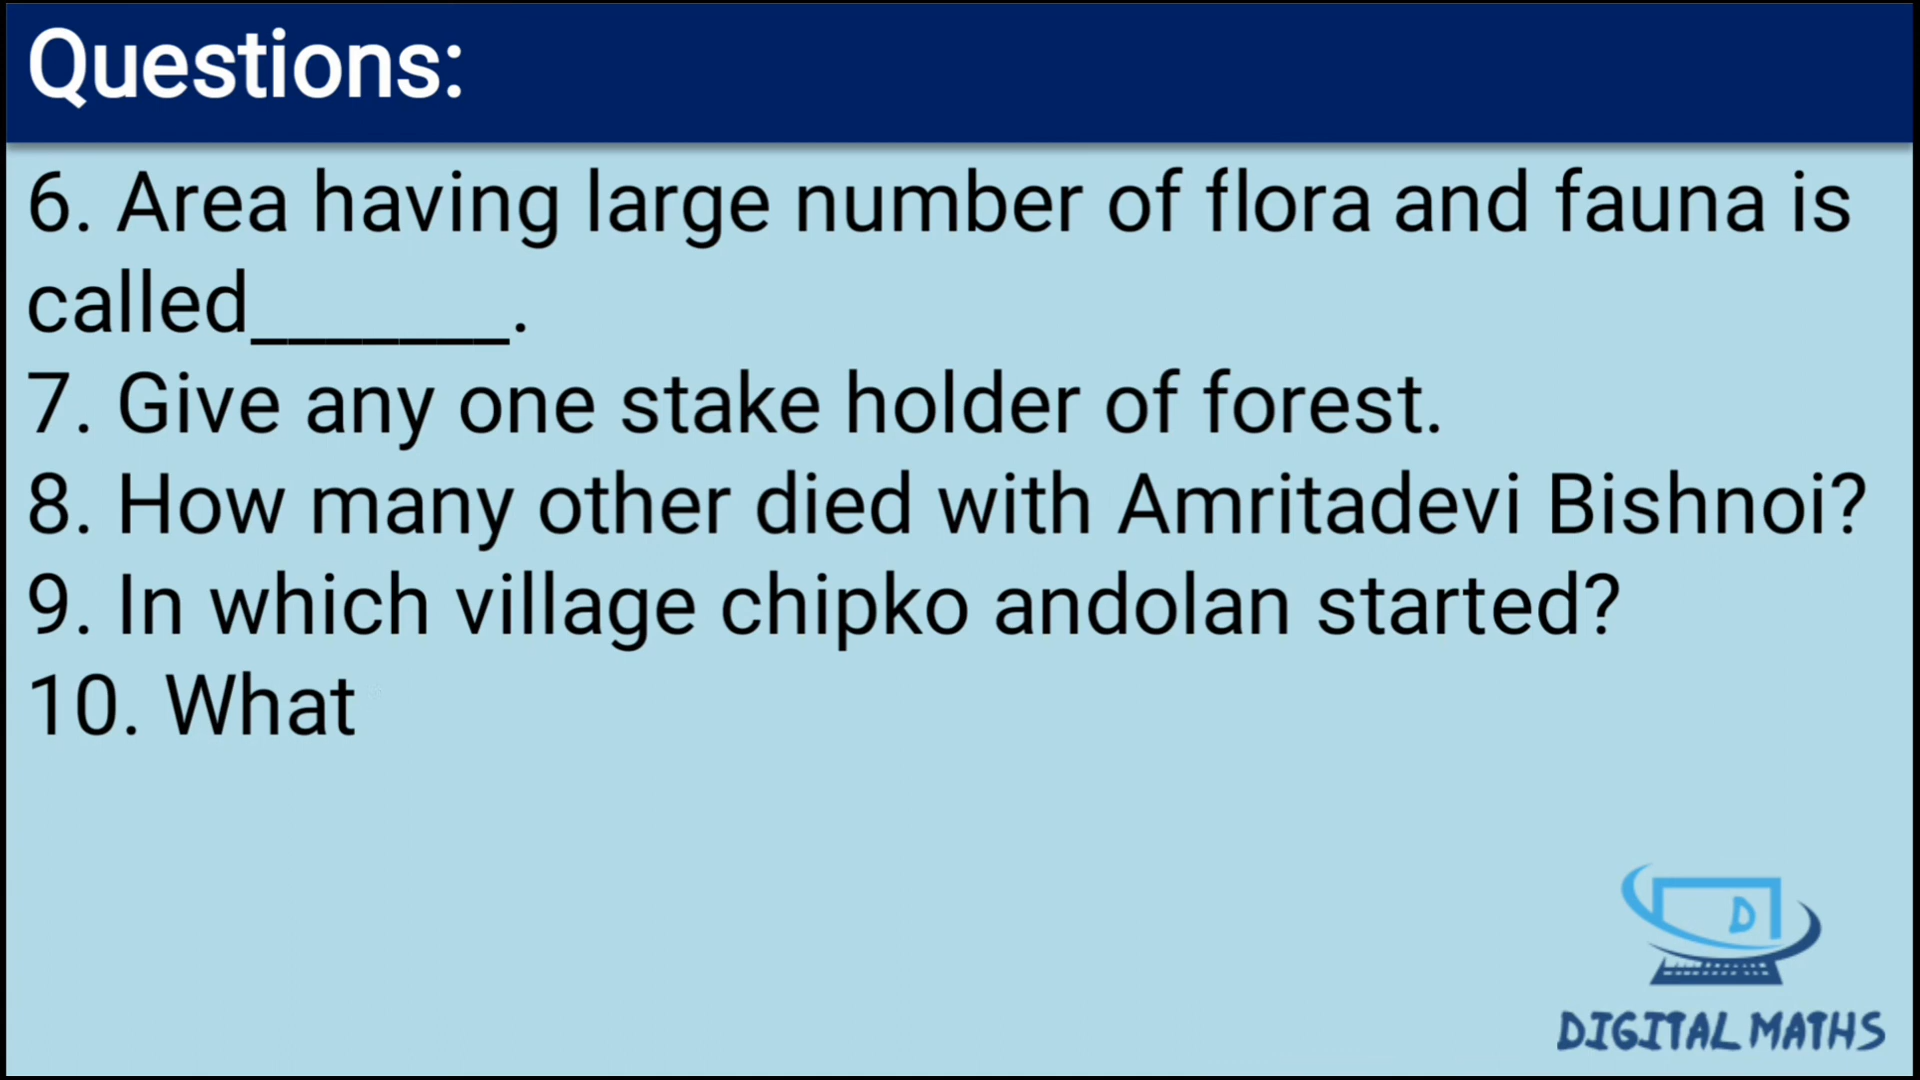 Questions:
6. Area having large number of flora and fauna is
called_______.
7. Give any one stake holder of forest.
8. How many other died with Amritadevi Bishnoi?
9. In which village chipko andolan started?
10. What
D
DIGITAL MATHS